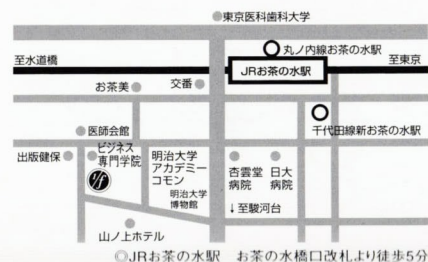 東京医科歯科大学
丸ノ内線お茶の水駅
至水道橋
至東京
JRお茶の水駅
お茶美
交番
千代田線新お茶の水駅
医師会館
出版健保
ビジネス
専門学院
明治大学
アカデミー
コモン
明治大学
博物館
杏雲堂
病院
日大
病院
↓至駿河台
山ノ上ホテル
◎JRお茶の水駅 お茶の水橋口改札より徒歩5分